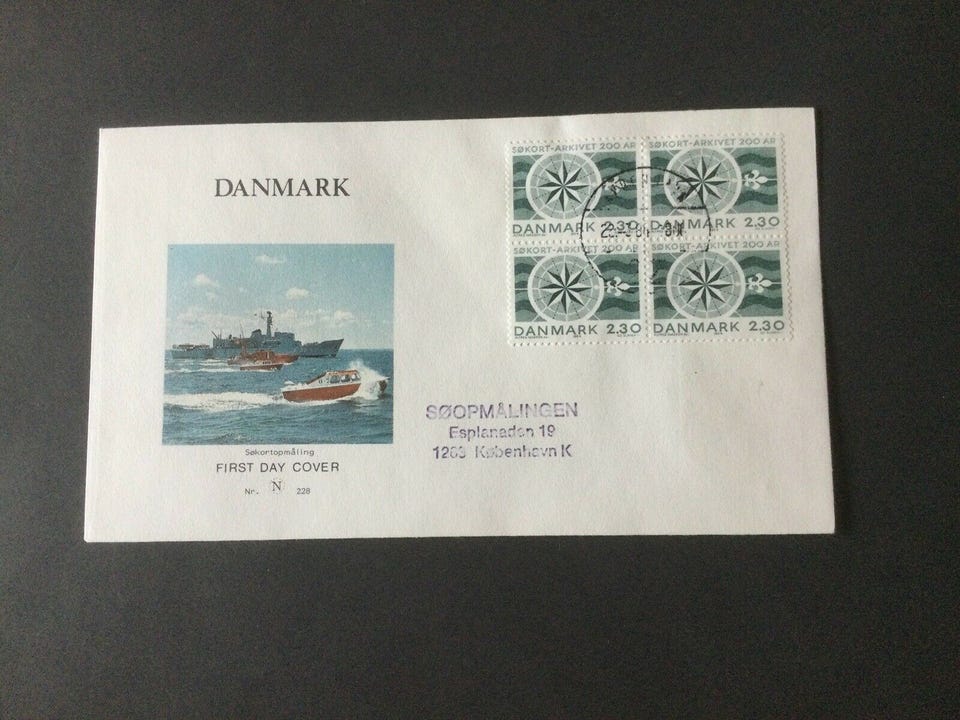 DANMARK
Søkortopmåling
FIRST DAY COVER
Nr. N 228
SØKORT-ARKIVET 200 ÅR
DANMARK 2.30
SØKORT-ARKIVET 200 ÅR
DANMARK 2.30
SØKORT-ARKIVET 200 ÅR
DANMARK 2.30
SØKORT-ARKIVET 200 ÅR
DANMARK 2.30
SØOPMÅLINGEN
Esplanaden 19
1263 København K